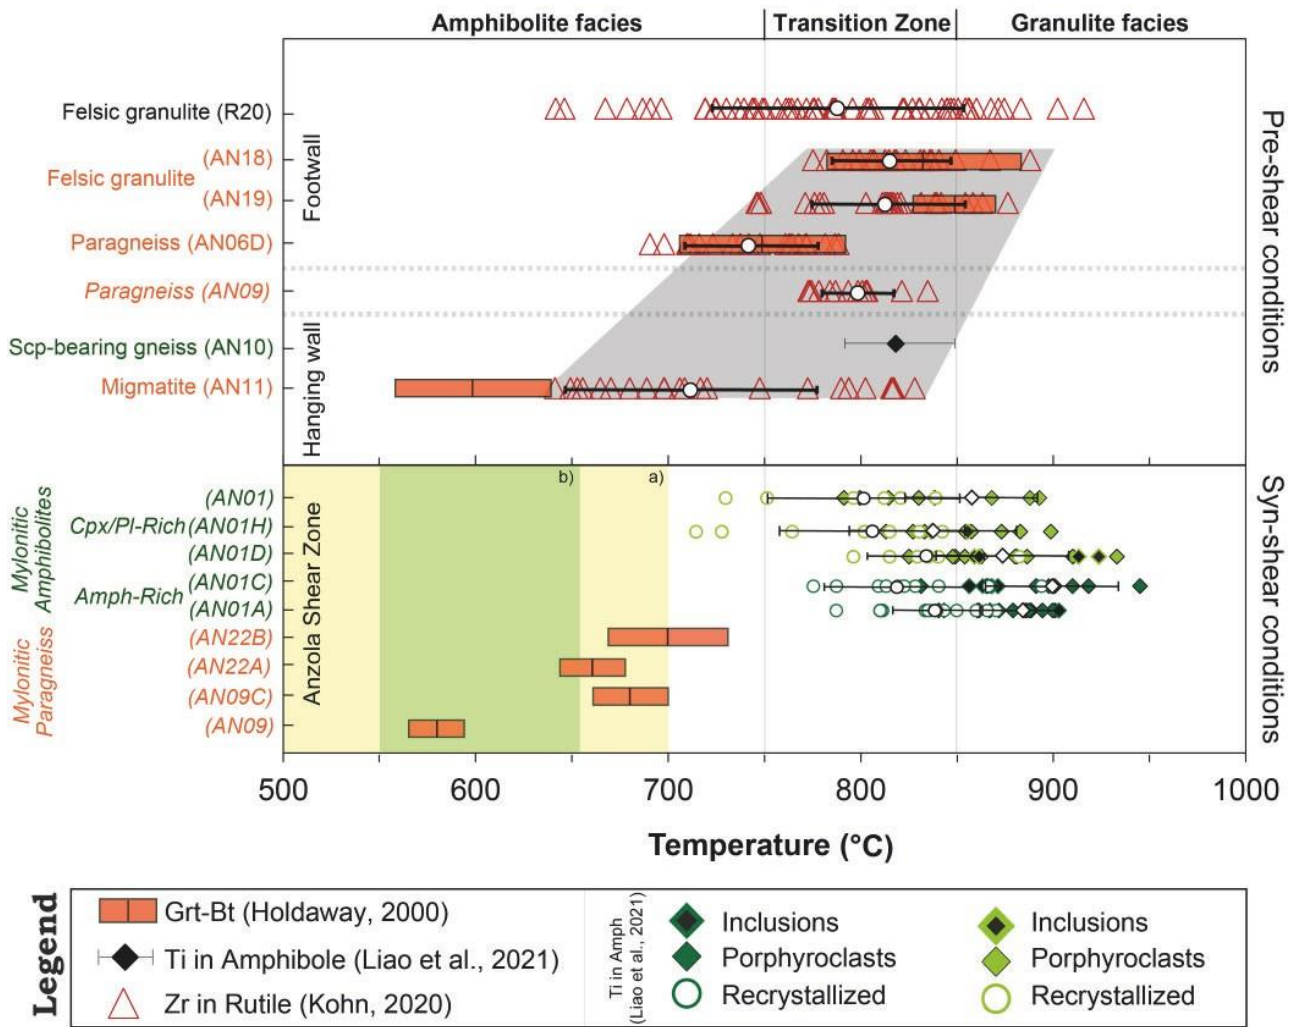 Amphibolite facies
Transition Zone
Granulite facies
Felsic granulite (R20)
(AN18)
Felsic granulite
(AN19)
Paragneiss (AN06D)
Paragneiss (AN09)
Scp-bearing gneiss (AN10)
Migmatite (AN11)
Footwall
Hanging wall
Pre-shear conditions
b)
a)
Mylonitic
Amphibolites
(AN01)
Cpx/Pl-Rich (AN01H)
(AN01D)
(AN01C)
Amph-Rich
(AN01A)
Mylonitic
Paragneiss
(AN22B)
(AN22A)
(AN09C)
(AN09)
Anzola Shear Zone
Syn-shear conditions
500
600
700
800
900
1000
Temperature (°C)
Legend
Grt-Bt (Holdaway, 2000)
Ti in Amphibole (Liao et al., 2021)
Zr in Rutile (Kohn, 2020)
Ti in Amph
(Liao et al., 2021)
Inclusions
Porphyroclasts
Recrystallized
Inclusions
Porphyroclasts
Recrystallized